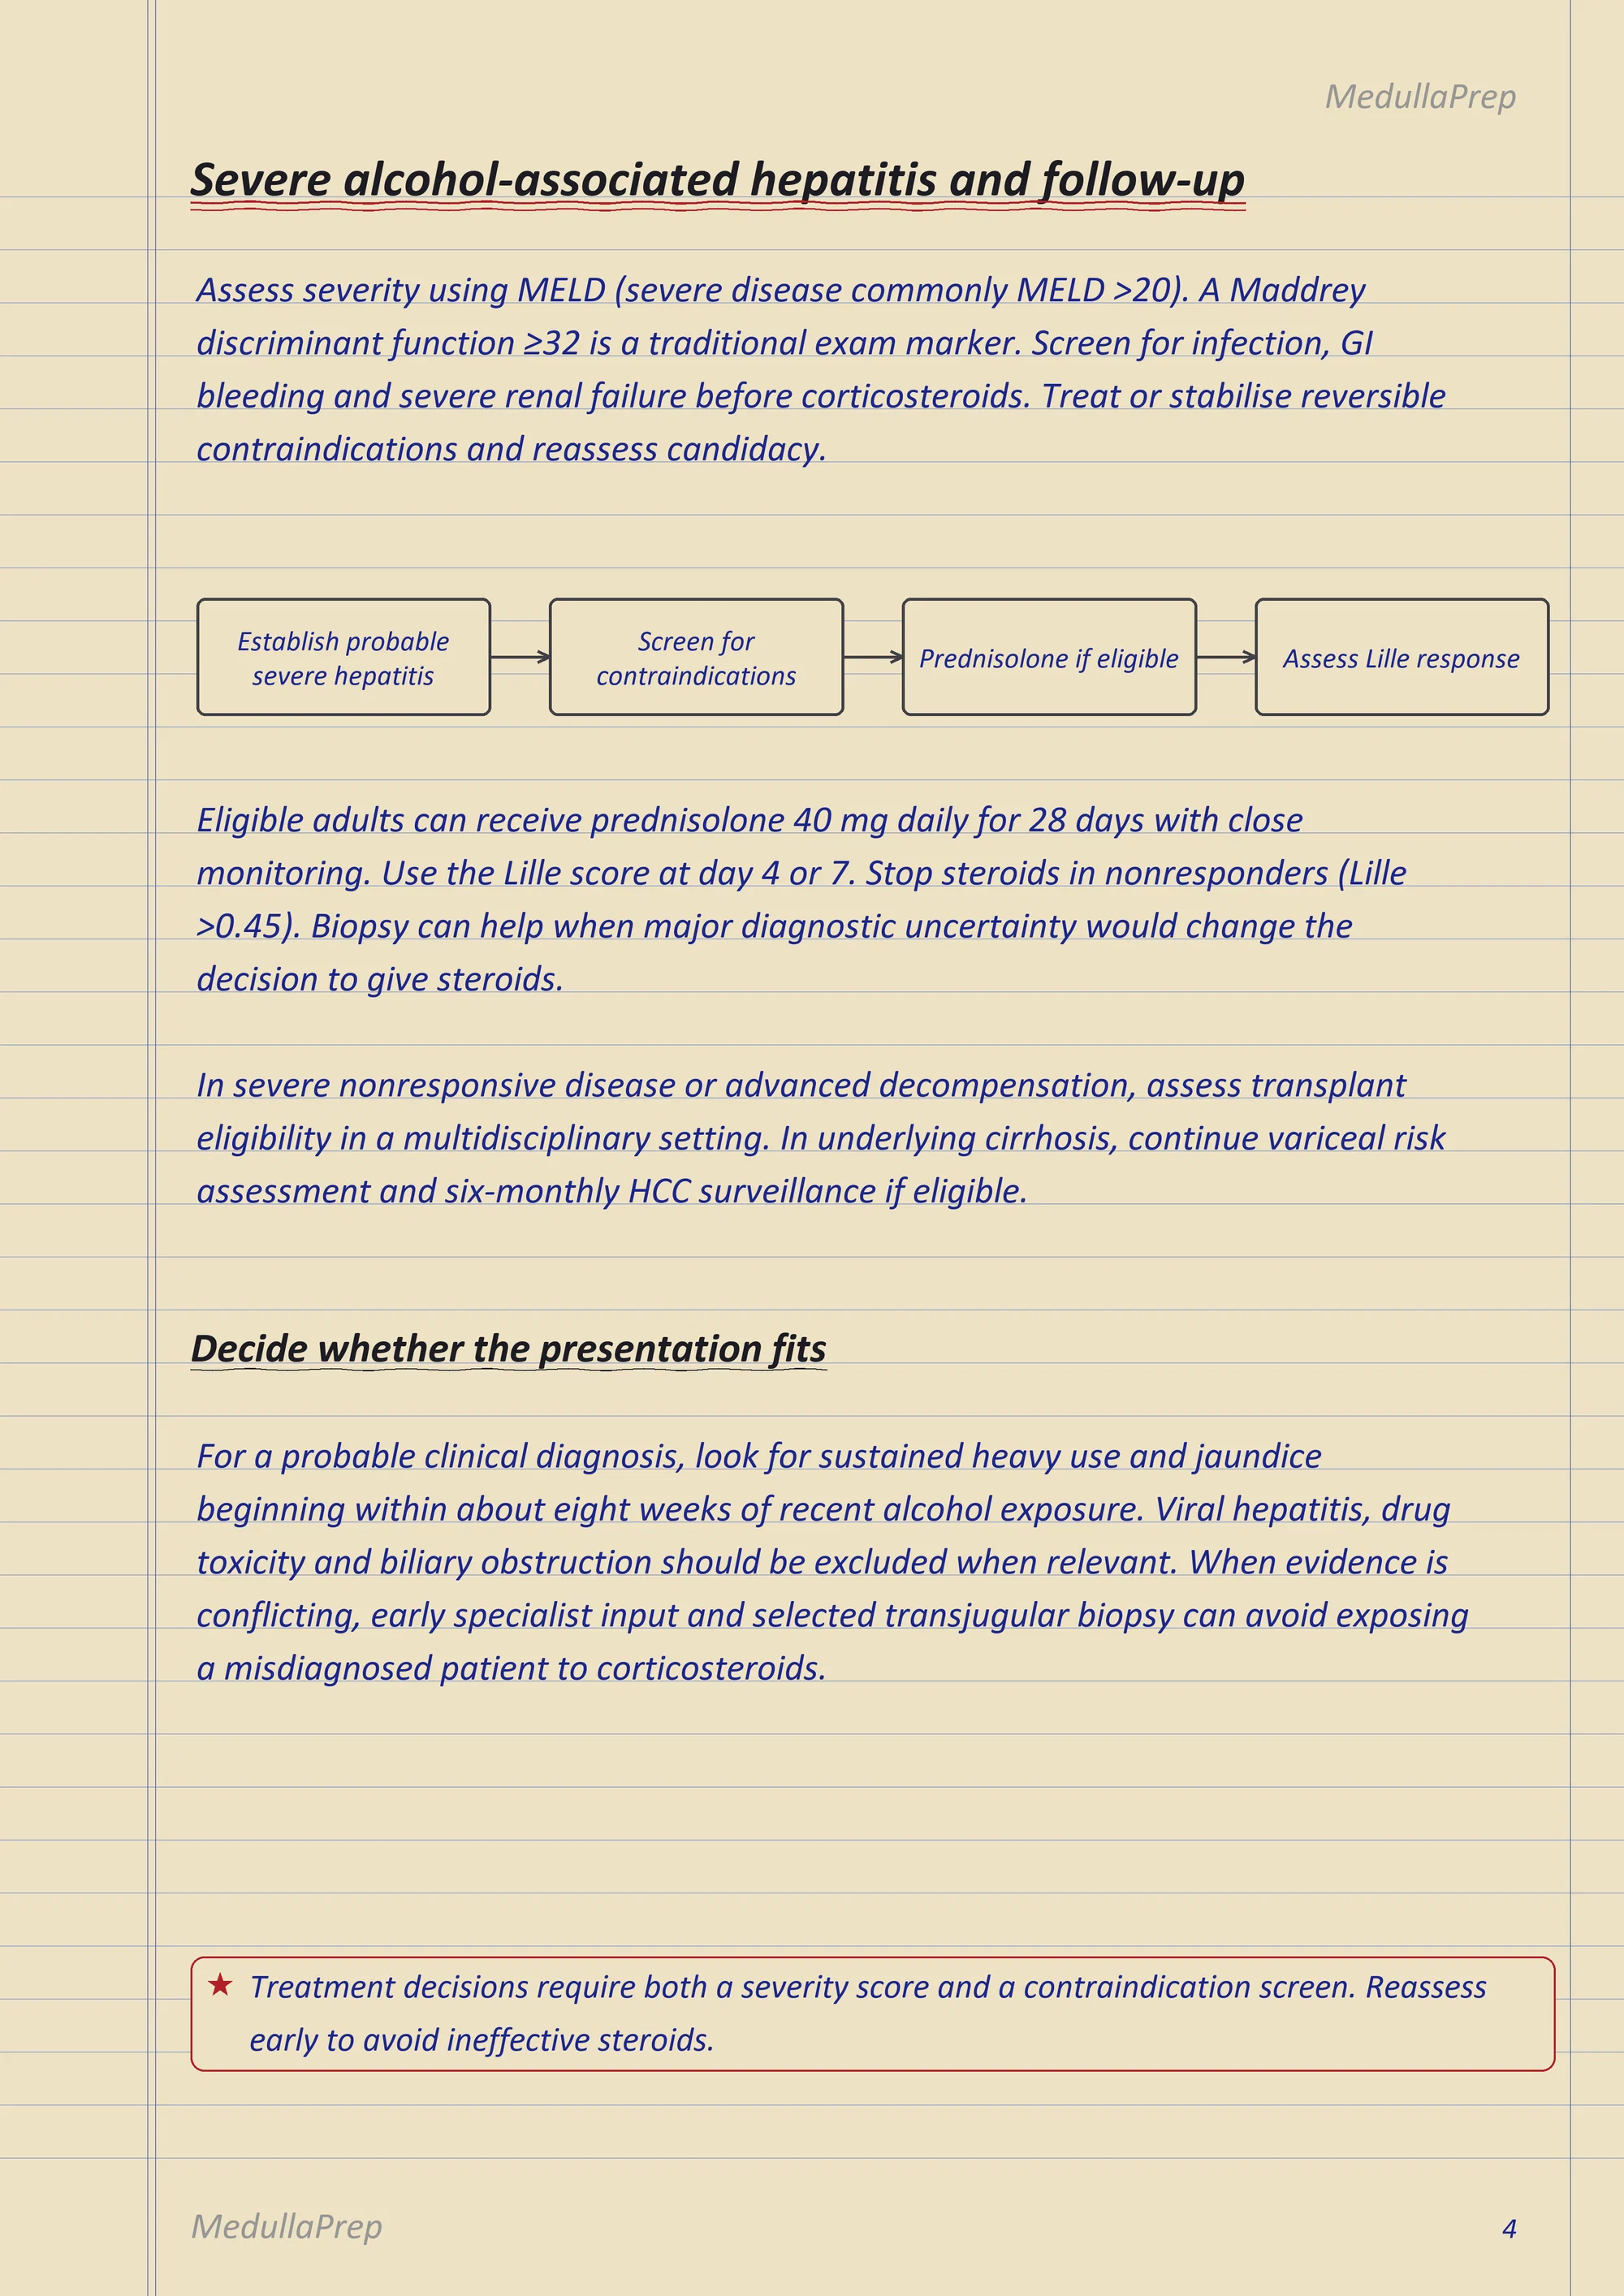 MedullaPrep
Severe alcohol-associated hepatitis and follow-up
Assess severity using MELD (severe disease commonly MELD >20). A Maddrey
discriminant function ≥32 is a traditional exam marker. Screen for infection, GI
bleeding and severe renal failure before corticosteroids. Treat or stabilise reversible
contraindications and reassess candidacy.
Establish probable
severe hepatitis
Screen for
contraindications
Prednisolone if eligible
Assess Lille response
Eligible adults can receive prednisolone 40 mg daily for 28 days with close
monitoring. Use the Lille score at day 4 or 7. Stop steroids in nonresponders (Lille
>0.45). Biopsy can help when major diagnostic uncertainty would change the
decision to give steroids.
In severe nonresponsive disease or advanced decompensation, assess transplant
eligibility in a multidisciplinary setting. In underlying cirrhosis, continue variceal risk
assessment and six-monthly HCC surveillance if eligible.
Decide whether the presentation fits
For a probable clinical diagnosis, look for sustained heavy use and jaundice
beginning within about eight weeks of recent alcohol exposure. Viral hepatitis, drug
toxicity and biliary obstruction should be excluded when relevant. When evidence is
conflicting, early specialist input and selected transjugular biopsy can avoid exposing
a misdiagnosed patient to corticosteroids.
★ Treatment decisions require both a severity score and a contraindication screen. Reassess
early to avoid ineffective steroids.
MedullaPrep
4